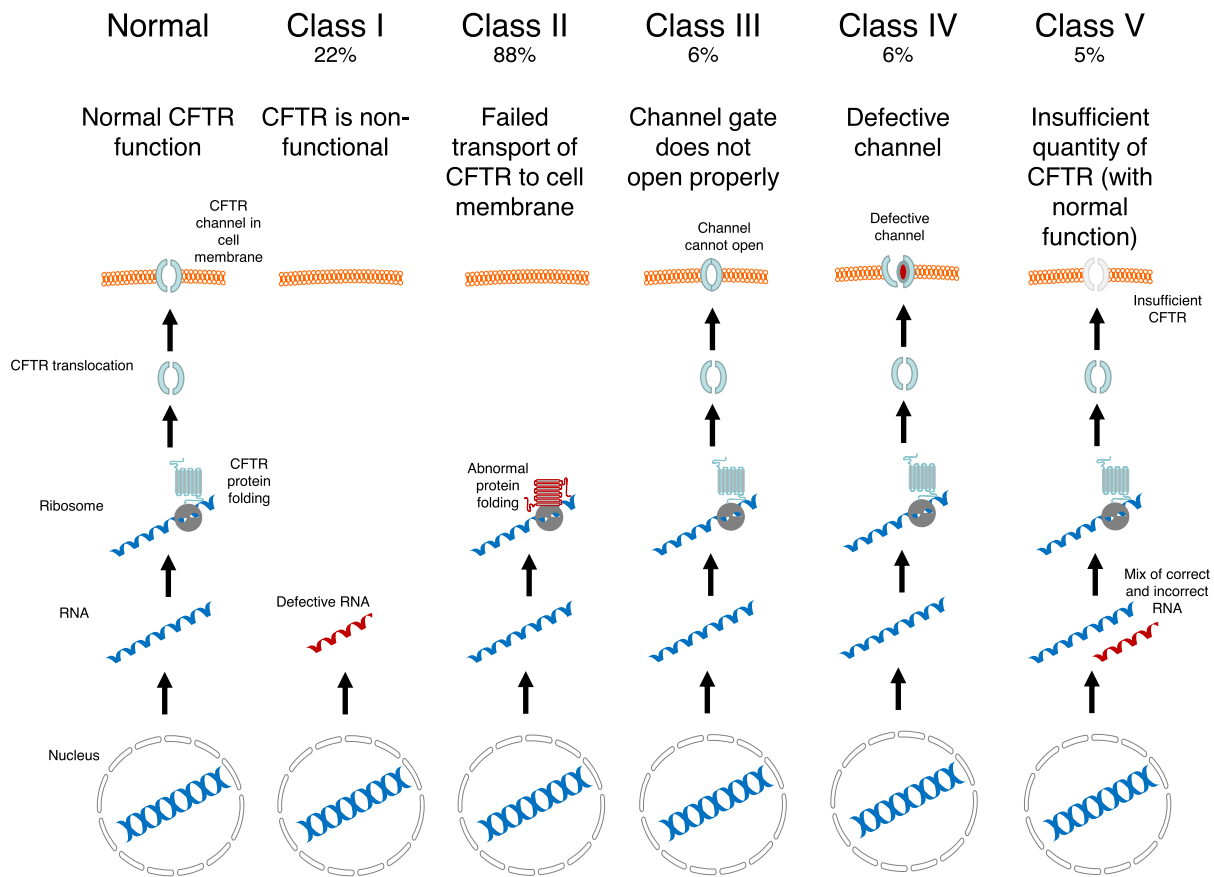 Normal
Class I
22%
Class II
88%
Class III
6%
Class IV
6%
Class V
5%
Normal CFTR
function
CFTR is non-
functional
Failed
transport of
CFTR to cell
membrane
Channel gate
does not
open properly
Defective
channel
Insufficient
quantity of
CFTR (with
normal
function)
CFTR
channel in
cell
membrane
Channel
cannot open
Defective
channel
Insufficient
CFTR
CFTR translocation
CFTR
protein
folding
Abnormal
protein
folding
Ribosome
RNA
Defective RNA
Mix of correct
and incorrect
RNA
Nucleus